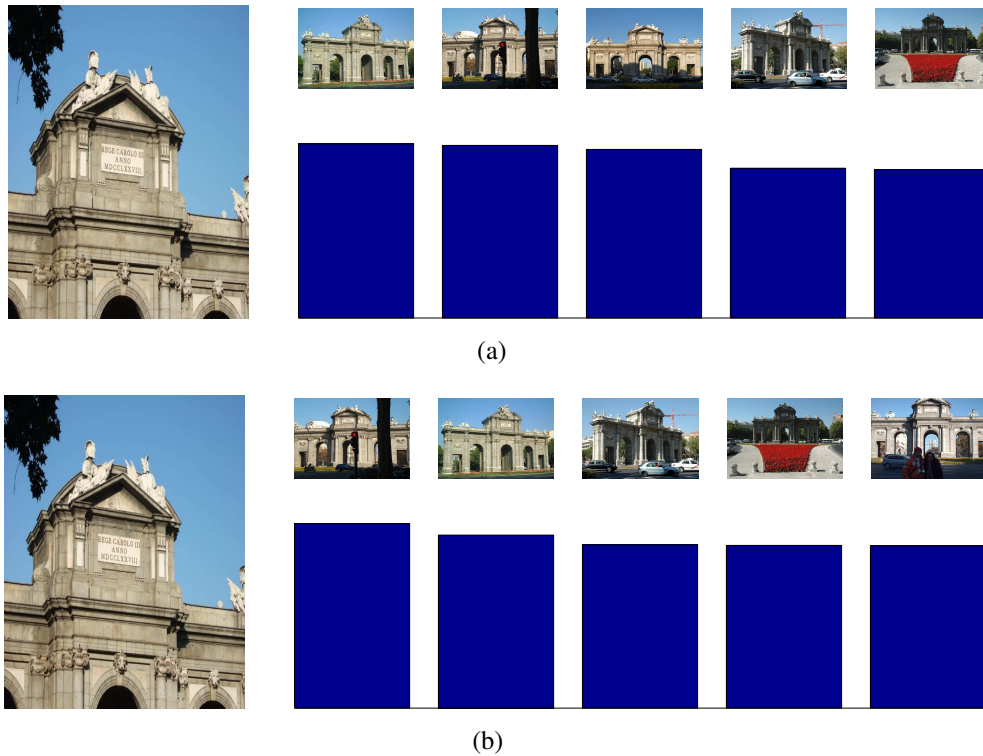 REGE CAROLO III
ANNO
MDCCLXXVIII
(a)
REGE CAROLO III
ANNO
MDCCLXXVIII
(b)